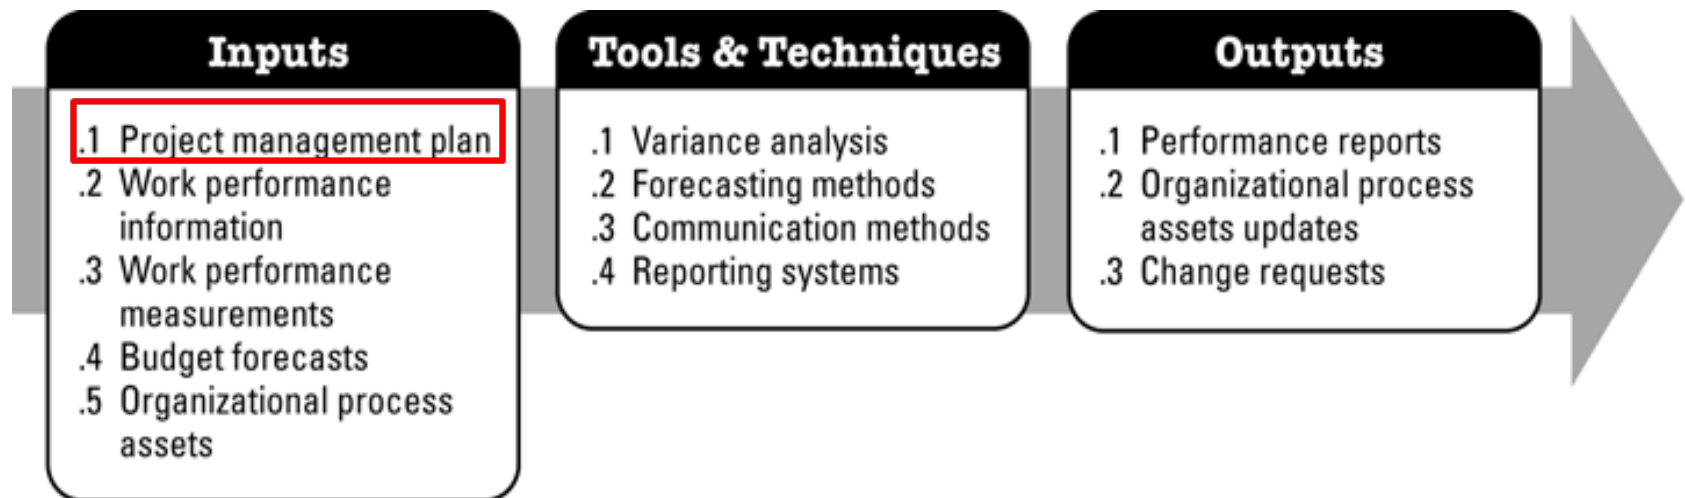 Inputs
.1 Project management plan
.2 Work performance
information
.3 Work performance
measurements
.4 Budget forecasts
.5 Organizational process
assets
Tools & Techniques
.1 Variance analysis
.2 Forecasting methods
.3 Communication methods
.4 Reporting systems
Outputs
.1 Performance reports
.2 Organizational process
assets updates
.3 Change requests